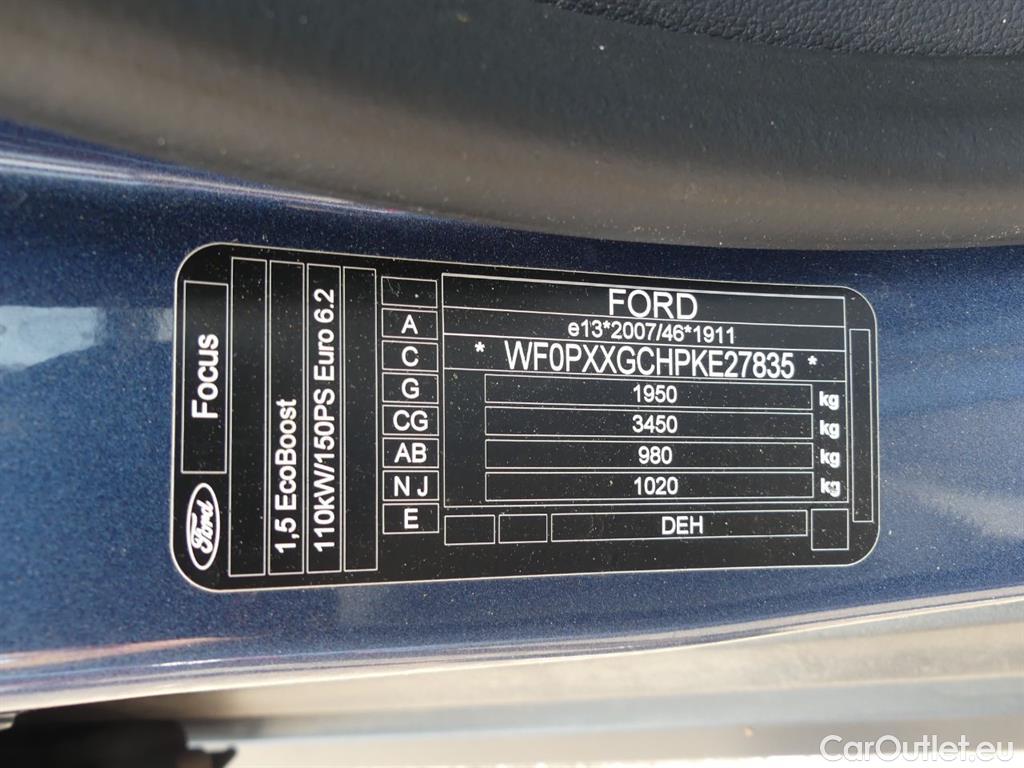 Focus
Ford
1,5 EcoBoost
110kW/150PS Euro 6.2
A
C
G
CG
AB
N J
E
FORD
e13*2007/46*1911
* WF0PXXGCHPKE27835 *
1950 kg
3450 kg
980 kg
1020 kg
DEH
CarOutlet.eu